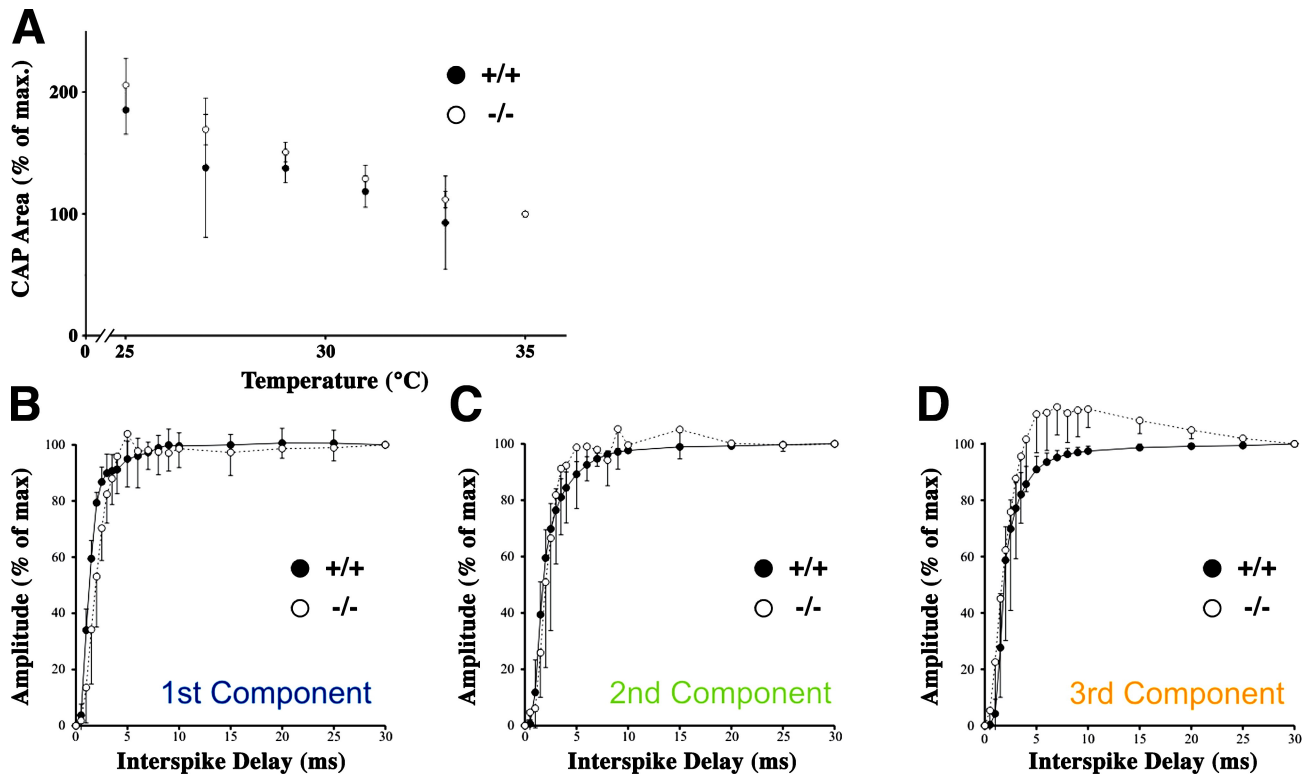 A
CAP Area (% of max.)
200
100
0
+/+
-/-
0 25 30 35
Temperature (°C)
B
Amplitude (% of max)
100
80
60
40
20
0
+/+
-/-
1st Component
0 5 10 15 20 25 30
Interspike Delay (ms)
C
Amplitude (% of max)
100
80
60
40
20
0
+/+
-/-
2nd Component
0 5 10 15 20 25 30
Interspike Delay (ms)
D
Amplitude (% of max)
100
80
60
40
20
0
+/+
-/-
3rd Component
0 5 10 15 20 25 30
Interspike Delay (ms)